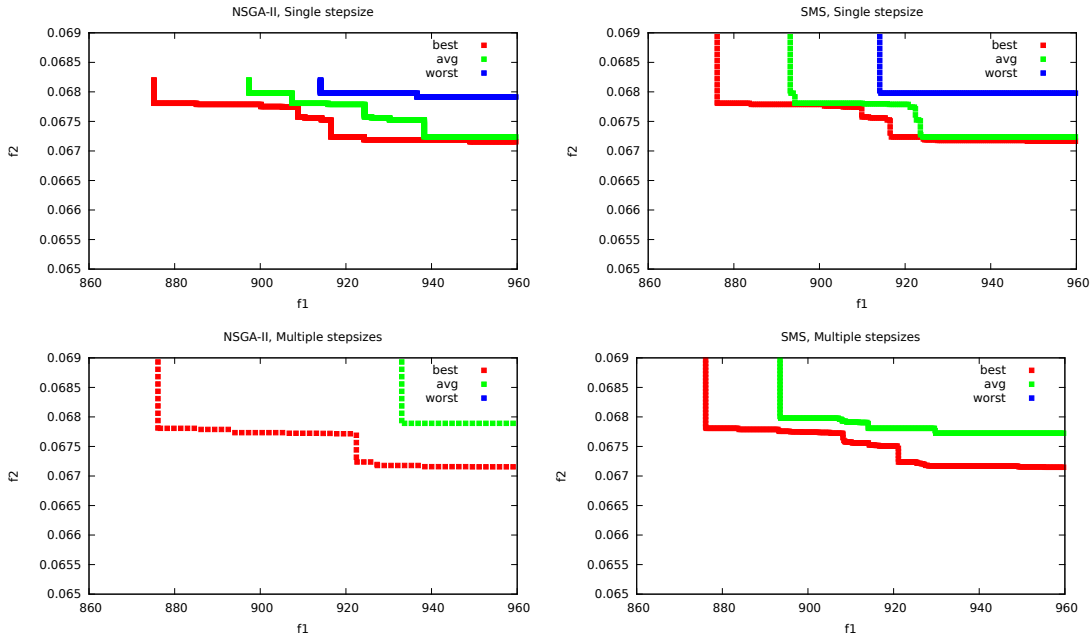 NSGA-II, Single stepsize
0.069
0.0685
0.068
0.0675
0.067
0.0665
0.066
0.0655
0.065
f2
best
avg
worst
860
880
900
920
940
960
f1
SMS, Single stepsize
0.069
0.0685
0.068
0.0675
0.067
0.0665
0.066
0.0655
0.065
f2
best
avg
worst
860
880
900
920
940
960
f1
NSGA-II, Multiple stepsizes
0.069
0.0685
0.068
0.0675
0.067
0.0665
0.066
0.0655
0.065
f2
best
avg
worst
860
880
900
920
940
960
f1
SMS, Multiple stepsizes
0.069
0.0685
0.068
0.0675
0.067
0.0665
0.066
0.0655
0.065
f2
best
avg
worst
860
880
900
920
940
960
f1